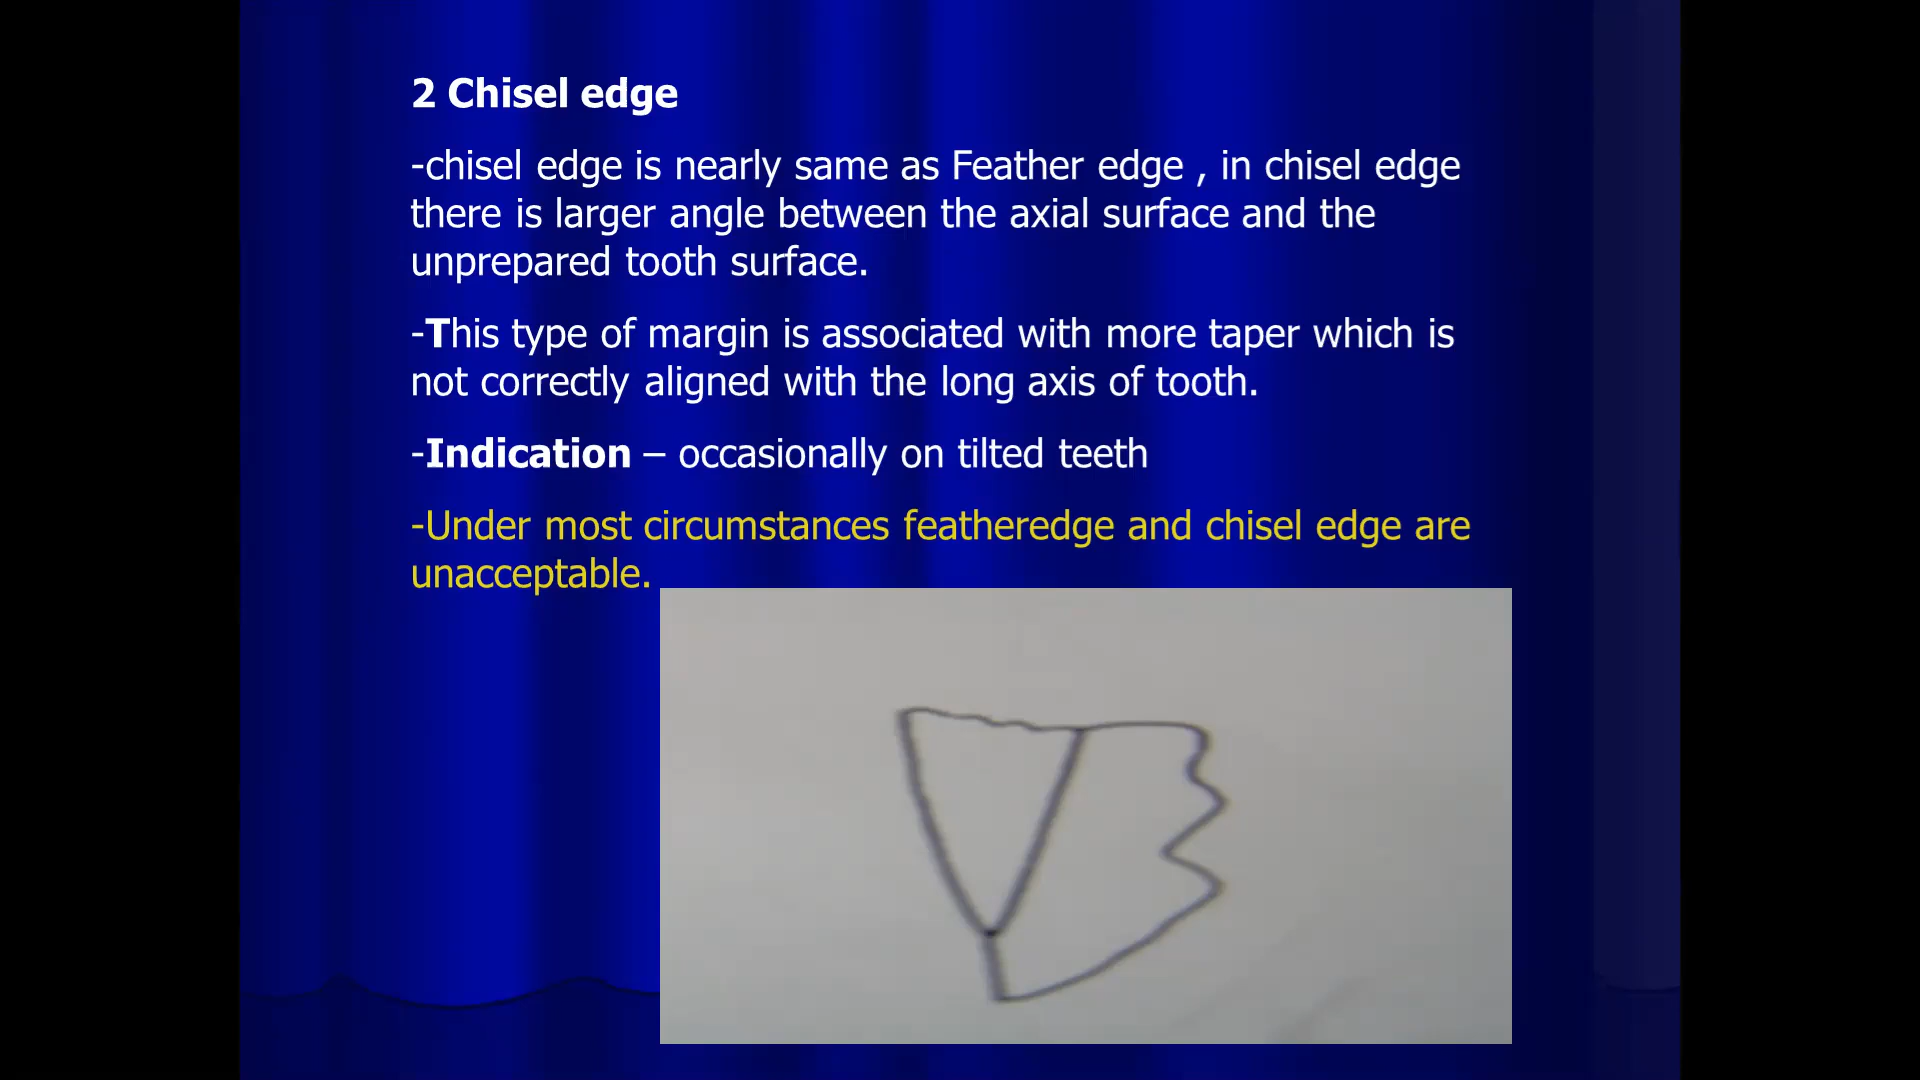 2 Chisel edge
-chisel edge is nearly same as Feather edge , in chisel edge
there is larger angle between the axial surface and the
unprepared tooth surface.
-This type of margin is associated with more taper which is
not correctly aligned with the long axis of tooth.
-Indication – occasionally on tilted teeth
-Under most circumstances featheredge and chisel edge are
unacceptable.